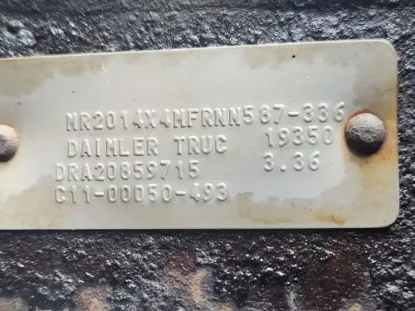 MR2014X4MFRNN587-336
DAIMLER TRUC 19350
DRA20859715 3.36
C11-00050-493